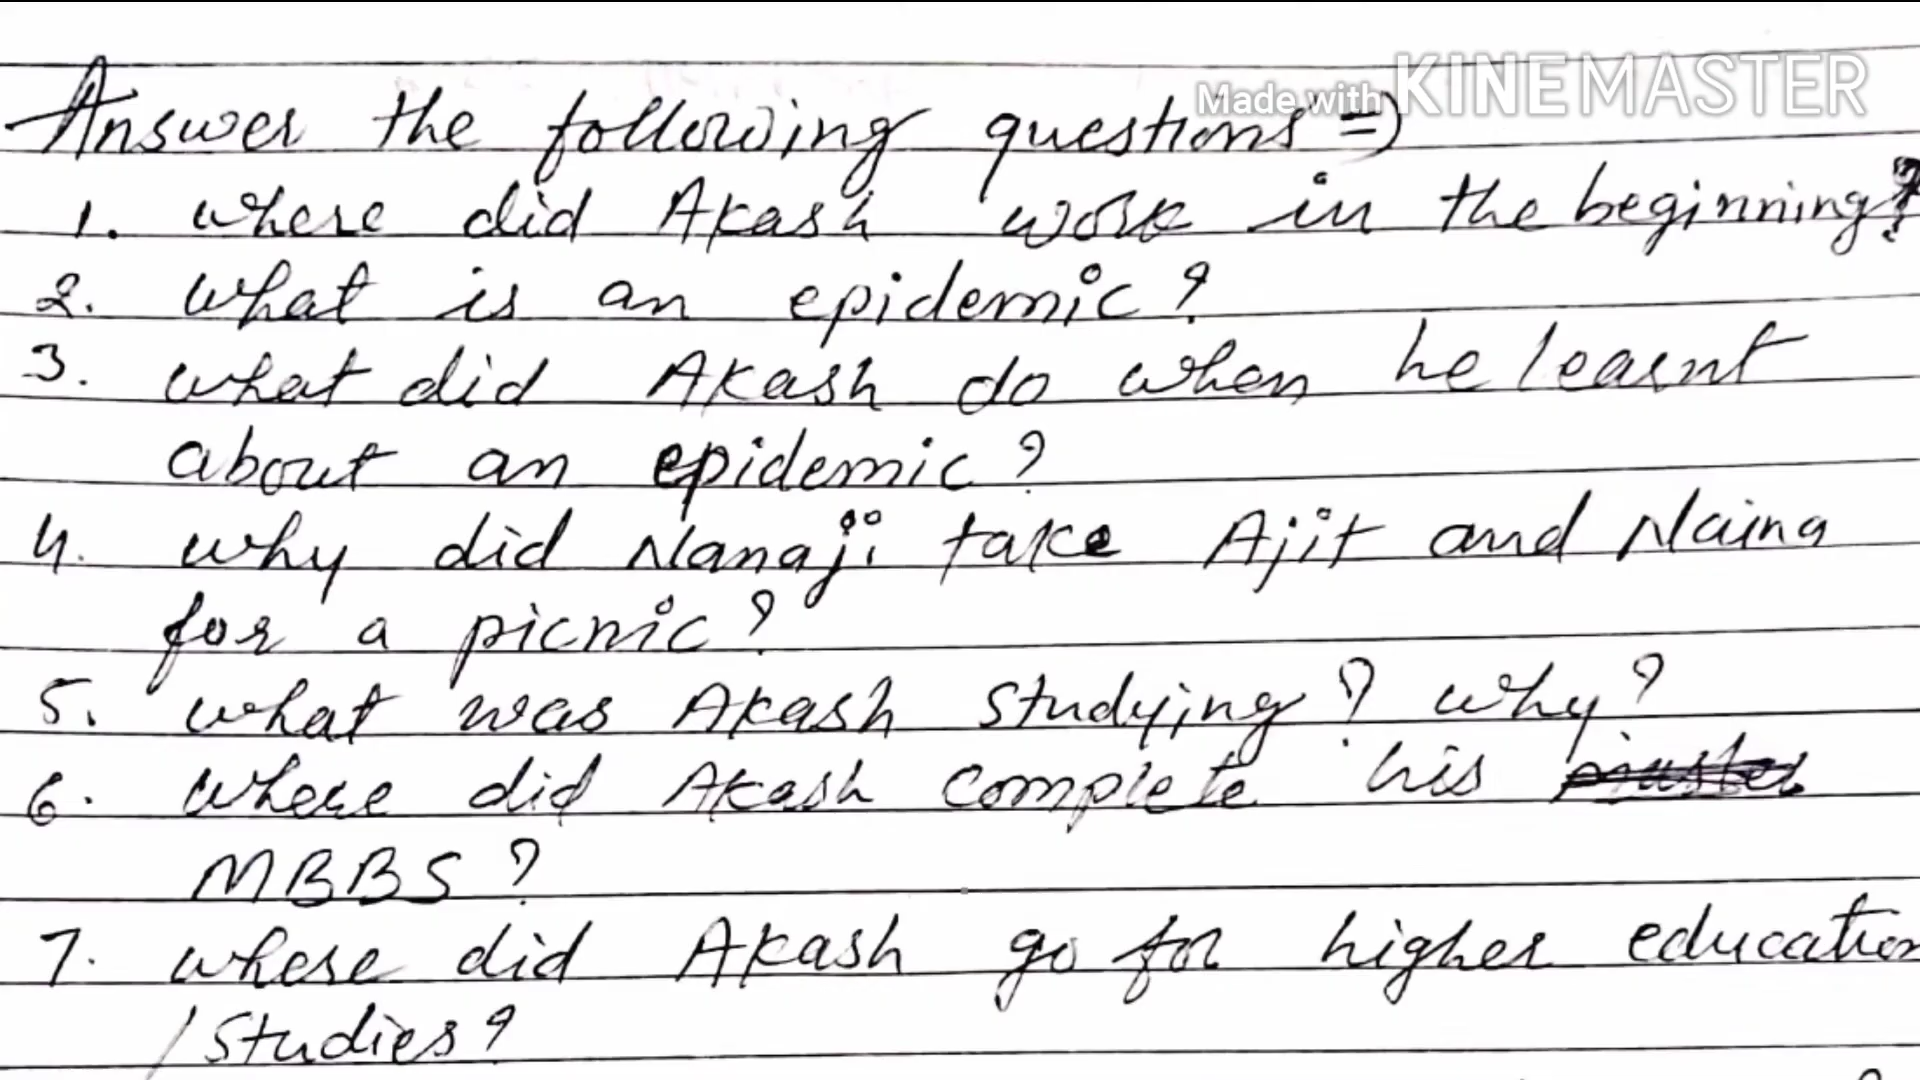 Made with KINEMASTER
Answer the following questions =)
1. where did Akash work in the beginning?
2. what is an epidemic?
3. what did Akash do when he learnt
about an epidemic?
4. why did Nanaji take Ajit and Naina
for a picnic?
5. what was Akash studying? why?
6. where did Akash complete his
MBBS?
7. where did Akash go for higher education
/studies?